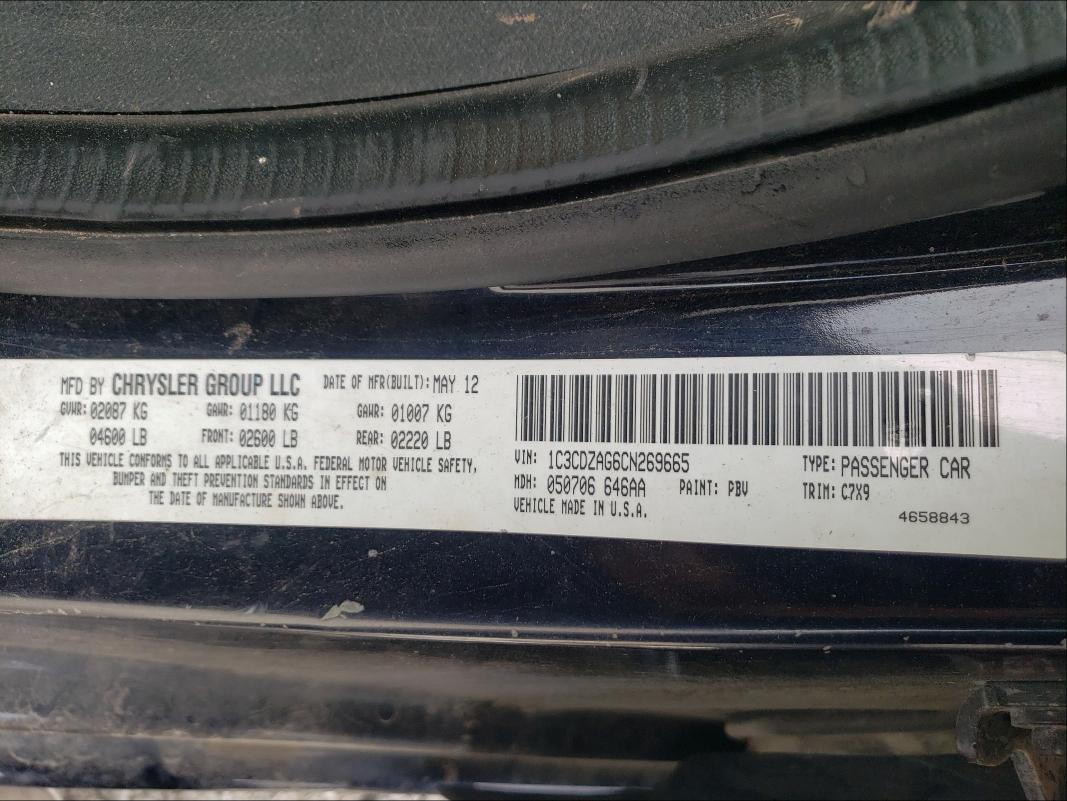 MFD BY CHRYSLER GROUP LLC DATE OF MFR(BUILT): MAY 12
GVWR: 02087 KG GAWR: 01180 KG GAWR: 01007 KG
04600 LB FRONT: 02600 LB REAR: 02220 LB
THIS VEHICLE CONFORMS TO ALL APPLICABLE U.S.A. FEDERAL MOTOR VEHICLE SAFETY,
BUMPER AND THEFT PREVENTION STANDARDS IN EFFECT ON
THE DATE OF MANUFACTURE SHOWN ABOVE.
VIN: 1C3CDZAG6CN269665 TYPE: PASSENGER CAR
MDH: 050706 646AA PAINT: PBV TRIM: C7X9
VEHICLE MADE IN U.S.A.
4658843